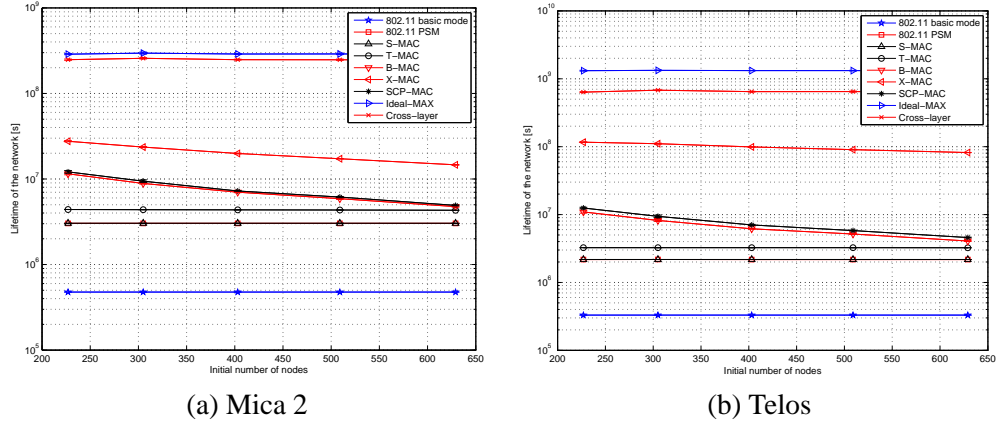 10^9
10^8
10^7
10^6
10^5
Lifetime of the network [s]
200 250 300 350 400 450 500 550 600 650
Initial number of nodes
802.11 basic mode
802.11 PSM
S−MAC
T−MAC
B−MAC
X−MAC
SCP−MAC
Ideal−MAX
Cross−layer
(a) Mica 2
10^10
10^9
10^8
10^7
10^6
10^5
Lifetime of the network [s]
200 250 300 350 400 450 500 550 600 650
Initial number of nodes
802.11 basic mode
802.11 PSM
S−MAC
T−MAC
B−MAC
X−MAC
SCP−MAC
Ideal−MAX
Cross−layer
(b) Telos